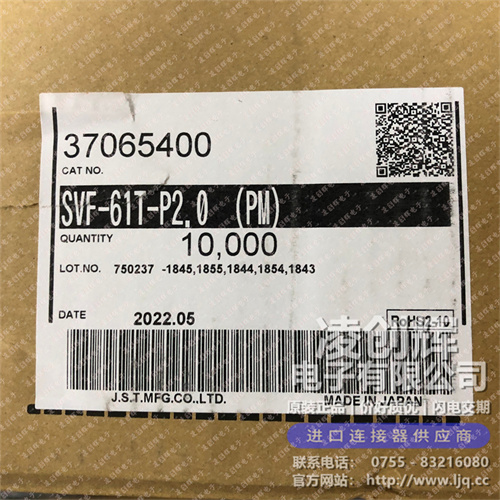 37065400
CAT NO.
SVF-61T-P2.0 (PM)
QUANTITY 10,000
LOT.NO. 750237 -1845,1855,1844,1854,1843
DATE 2022.05
RoHS2-10
J.S.T.MFG.CO.,LTD. MADE IN JAPAN
凌创辉
电子有限公司
原装正品 | 价好质优 | 闪电交期
进口连接器供应商
联系电话: 0755 - 83216080
官方网站: http://www.ljq.cc